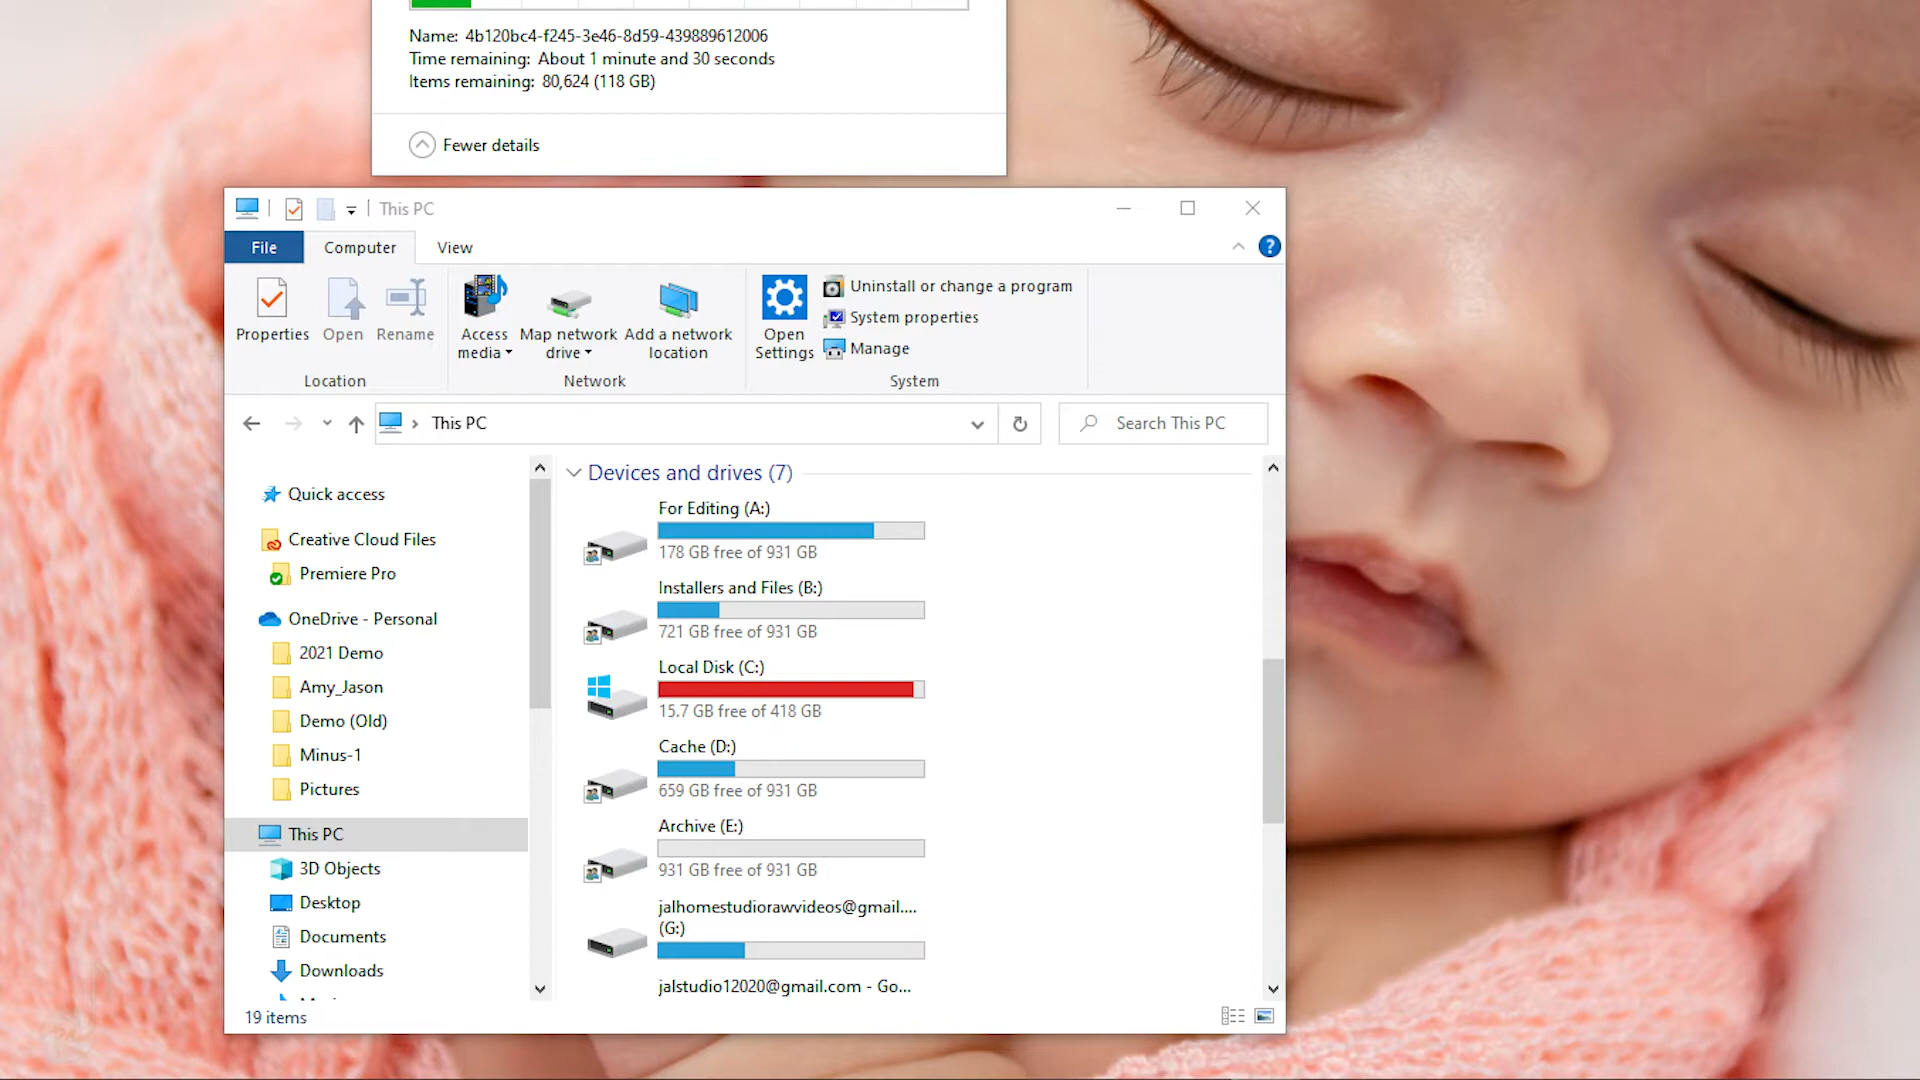 Name: 4b120bc4-f245-3e46-8d59-439889612006
Time remaining: About 1 minute and 30 seconds
Items remaining: 80,624 (118 GB)
Fewer details
This PC
File
Computer
View
Properties
Open
Rename
Access media
Map network drive
Add a network location
Open Settings
Uninstall or change a program
System properties
Manage
Location
Network
System
This PC
Search This PC
Quick access
Creative Cloud Files
Premiere Pro
OneDrive - Personal
2021 Demo
Amy_Jason
Demo (Old)
Minus-1
Pictures
This PC
3D Objects
Desktop
Documents
Downloads
Devices and drives (7)
For Editing (A:)
178 GB free of 931 GB
Installers and Files (B:)
721 GB free of 931 GB
Local Disk (C:)
15.7 GB free of 418 GB
Cache (D:)
659 GB free of 931 GB
Archive (E:)
931 GB free of 931 GB
jalhomestudiorawvideos@gmail....
(G:)
jalstudio12020@gmail.com - Go...
19 items